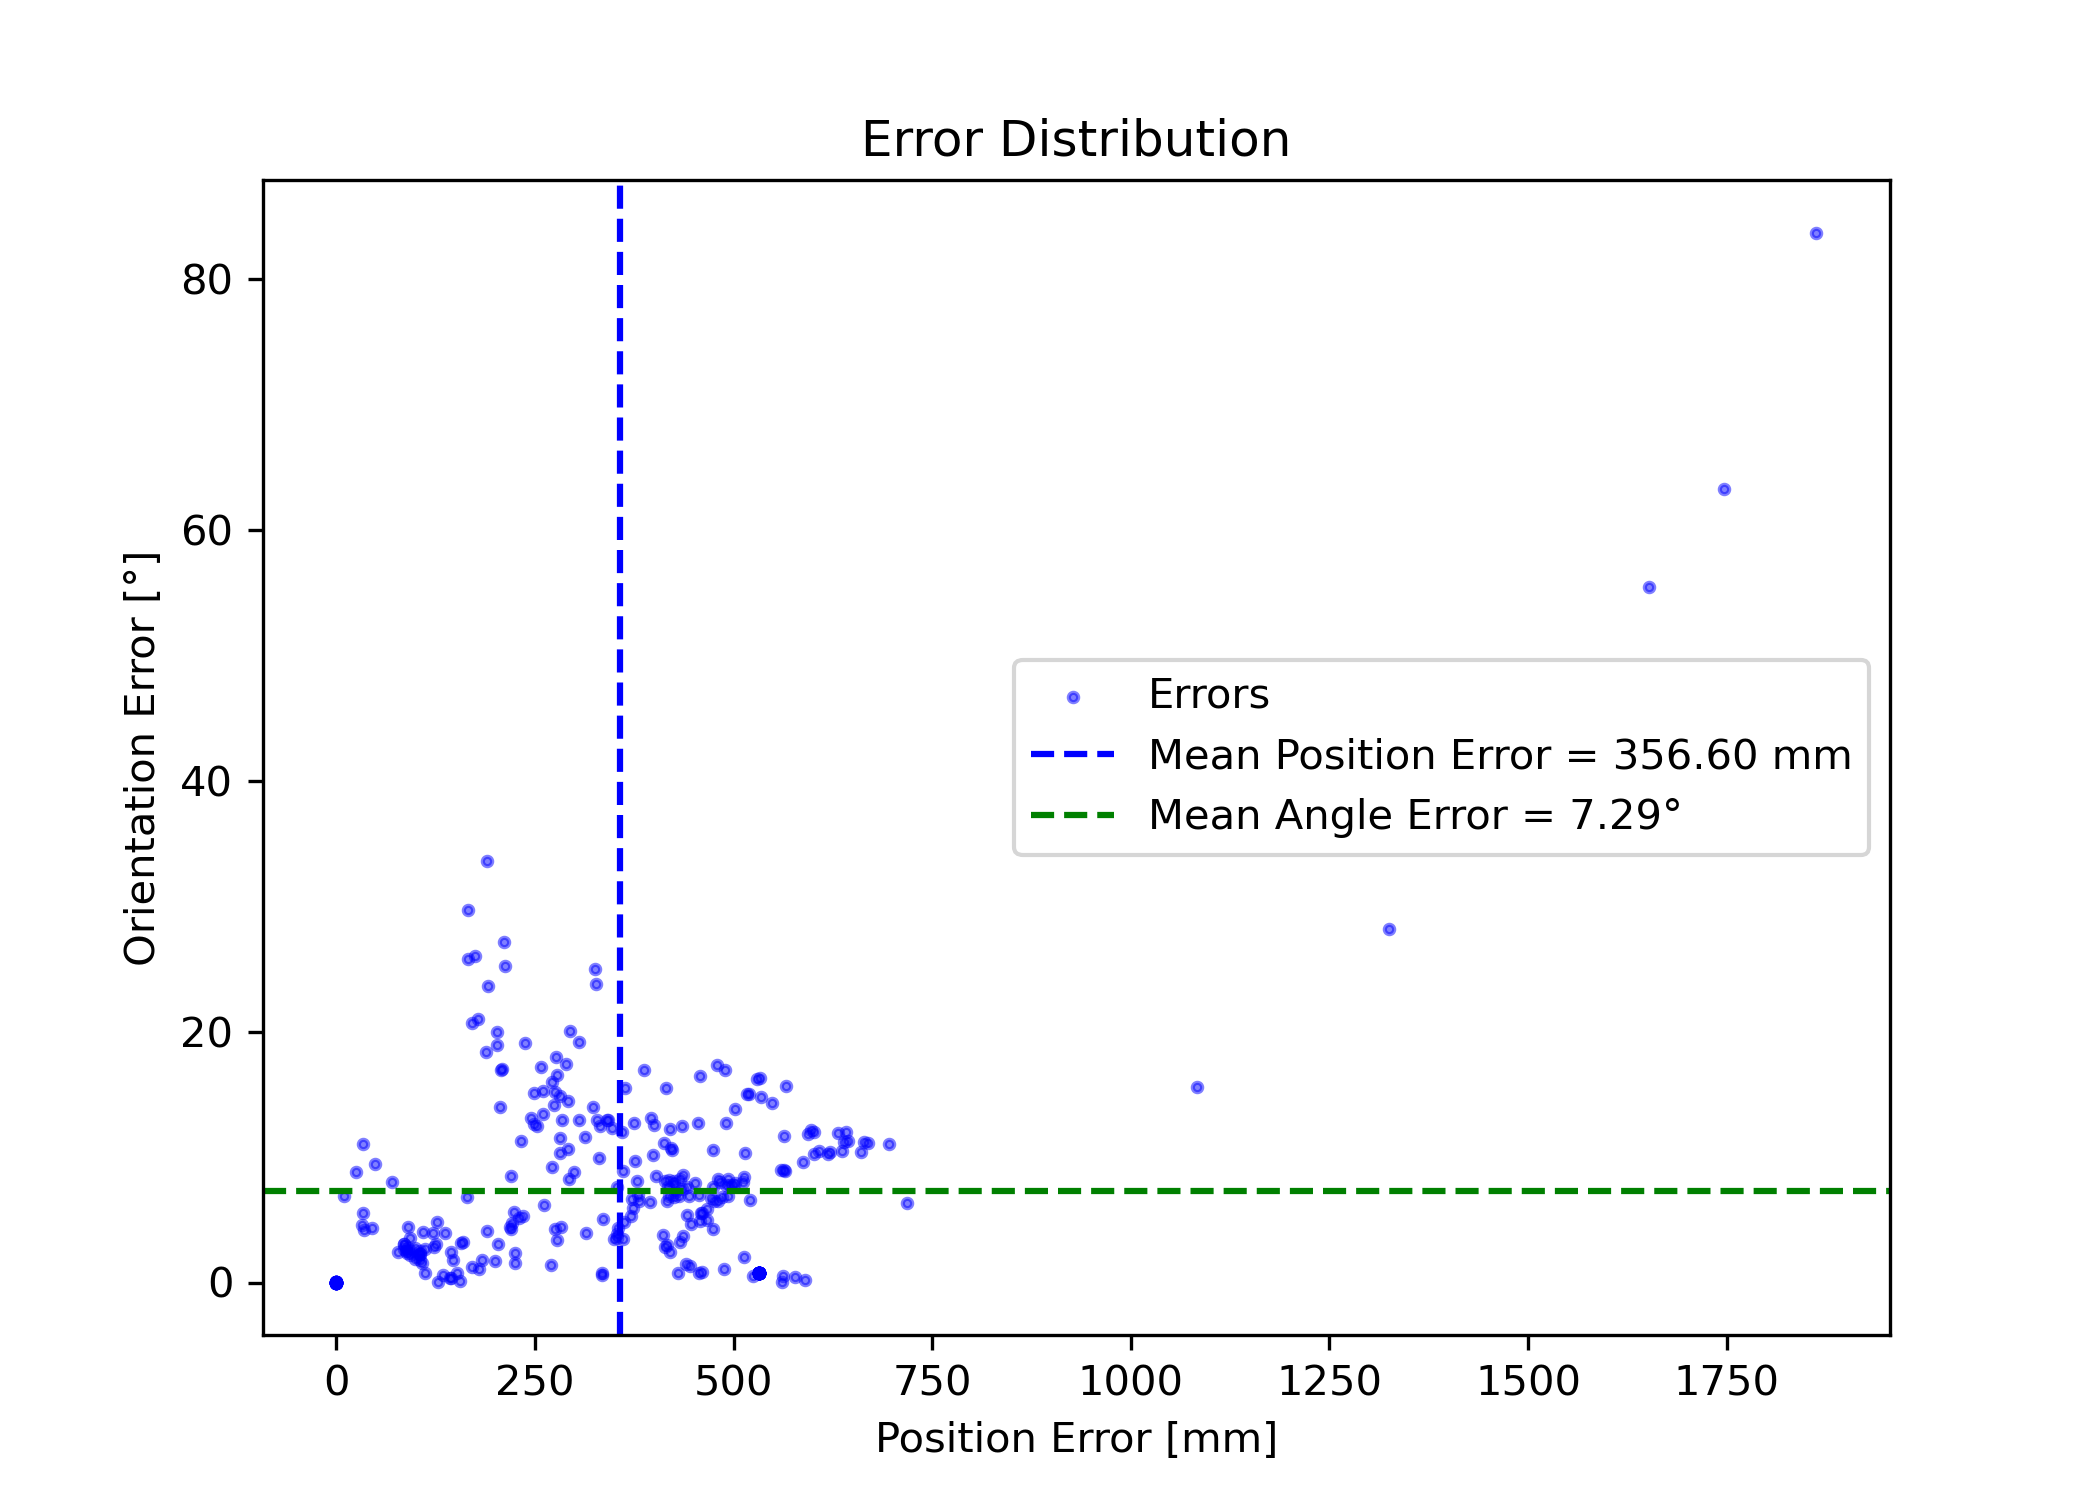 Error Distribution
Orientation Error [°]
80
60
40
20
0
Errors
Mean Position Error = 356.60 mm
Mean Angle Error = 7.29°
0 250 500 750 1000 1250 1500 1750
Position Error [mm]